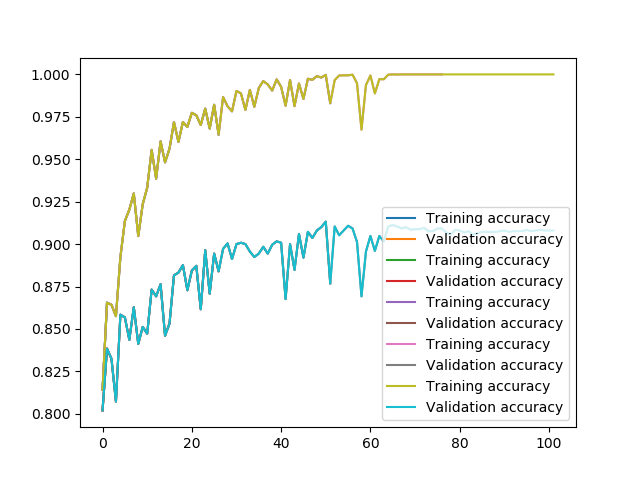 1.000
0.975
0.950
0.925
0.900
0.875
0.850
0.825
0.800
Training accuracy
Validation accuracy
Training accuracy
Validation accuracy
Training accuracy
Validation accuracy
Training accuracy
Validation accuracy
Training accuracy
Validation accuracy
0 20 40 60 80 100